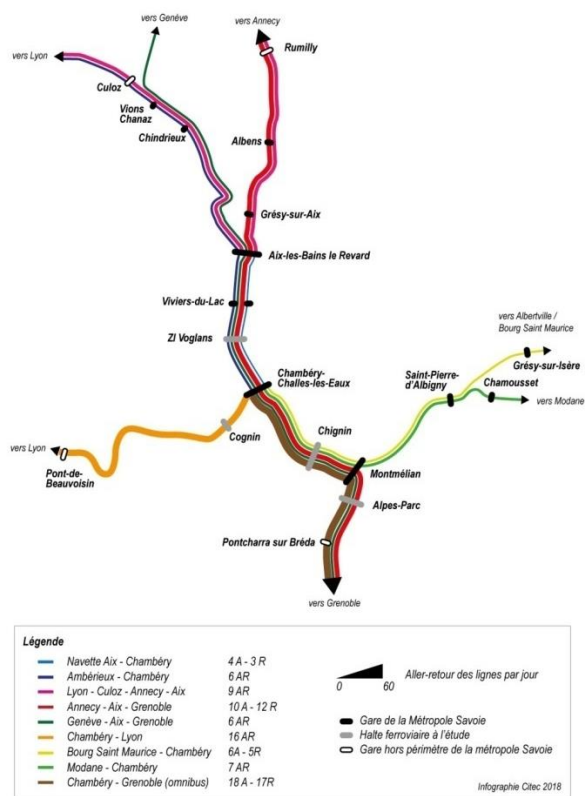 vers Genève
vers Annecy
vers Lyon
Rumilly
Culoz
Vions
Chanaz
Chindrieux
Albens
Grésy-sur-Aix
Aix-les-Bains le Revard
Viviers-du-Lac
vers Albertville /
Bourg Saint Maurice
ZI Voglans
Grésy-sur-Isère
Chambéry-
Challes-les-Eaux
Saint-Pierre-
d'Albigny
Chamousset
vers Modane
Cognin
Chignin
vers Lyon
Pont-de-
Beauvoisin
Montmélian
Alpes-Parc
Pontcharra sur Bréda
vers Grenoble
Légende
Navette Aix - Chambéry 4 A - 3 R
Ambérieux - Chambéry 6 AR
Lyon - Culoz - Annecy - Aix 9 AR
Annecy - Aix - Grenoble 10 A - 12 R
Genève - Aix - Grenoble 6 AR
Chambéry - Lyon 16 AR
Bourg Saint Maurice - Chambéry 6A - 5R
Modane - Chambéry 7 AR
Chambéry - Grenoble (omnibus) 18 A - 17R
Aller-retour des lignes par jour
0 60
Gare de la Métropole Savoie
Halte ferroviaire à l'étude
Gare hors périmètre de la métropole Savoie
Infographie Citec 2018